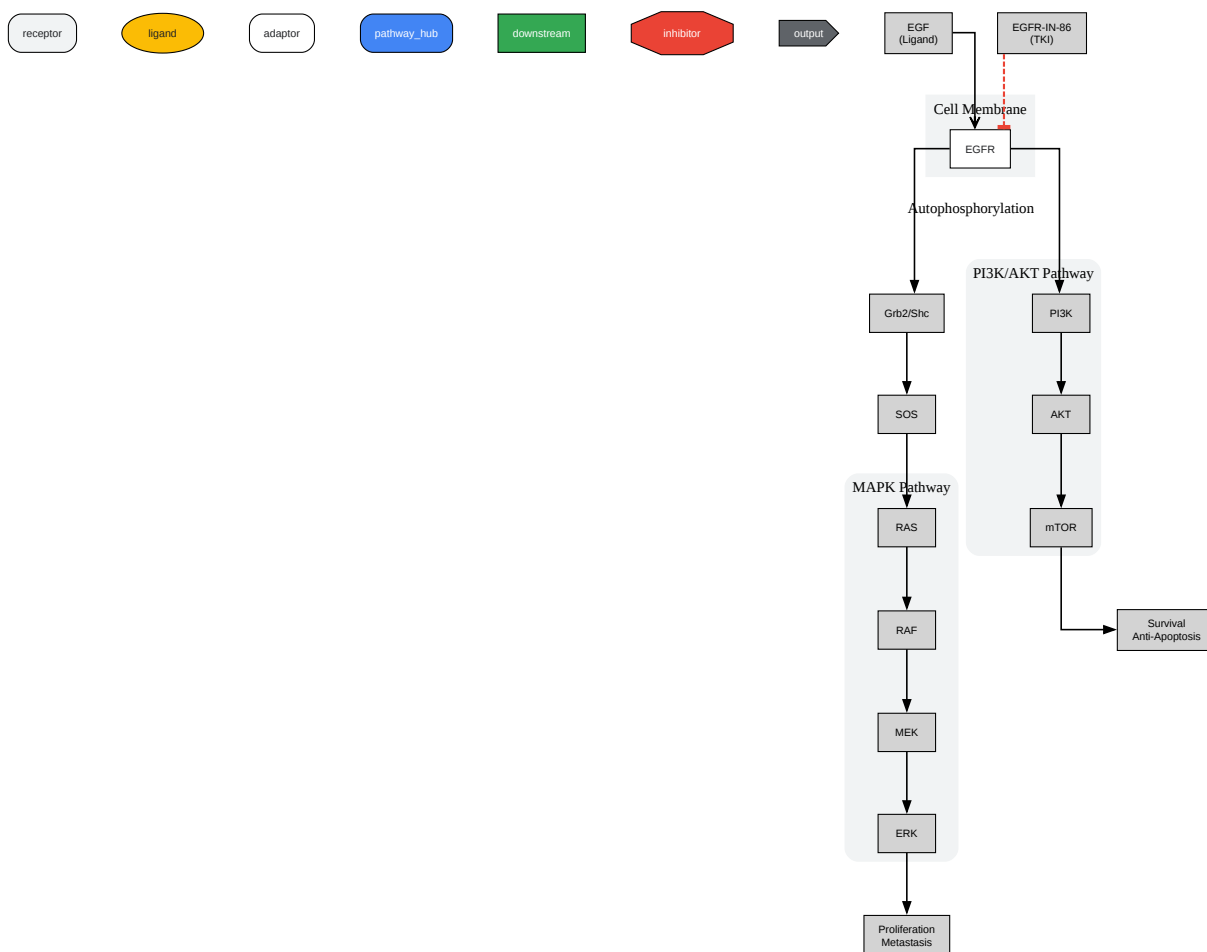 receptor
ligand
adaptor
pathway_hub
downstream
inhibitor
output
EGF
(Ligand)
EGFR-IN-86
(TKI)
Cell Membrane
EGFR
Autophosphorylation
PI3K/AKT Pathway
Grb2/Shc
PI3K
SOS
AKT
MAPK Pathway
RAS
mTOR
RAF
Survival
Anti-Apoptosis
MEK
ERK
Proliferation
Metastasis